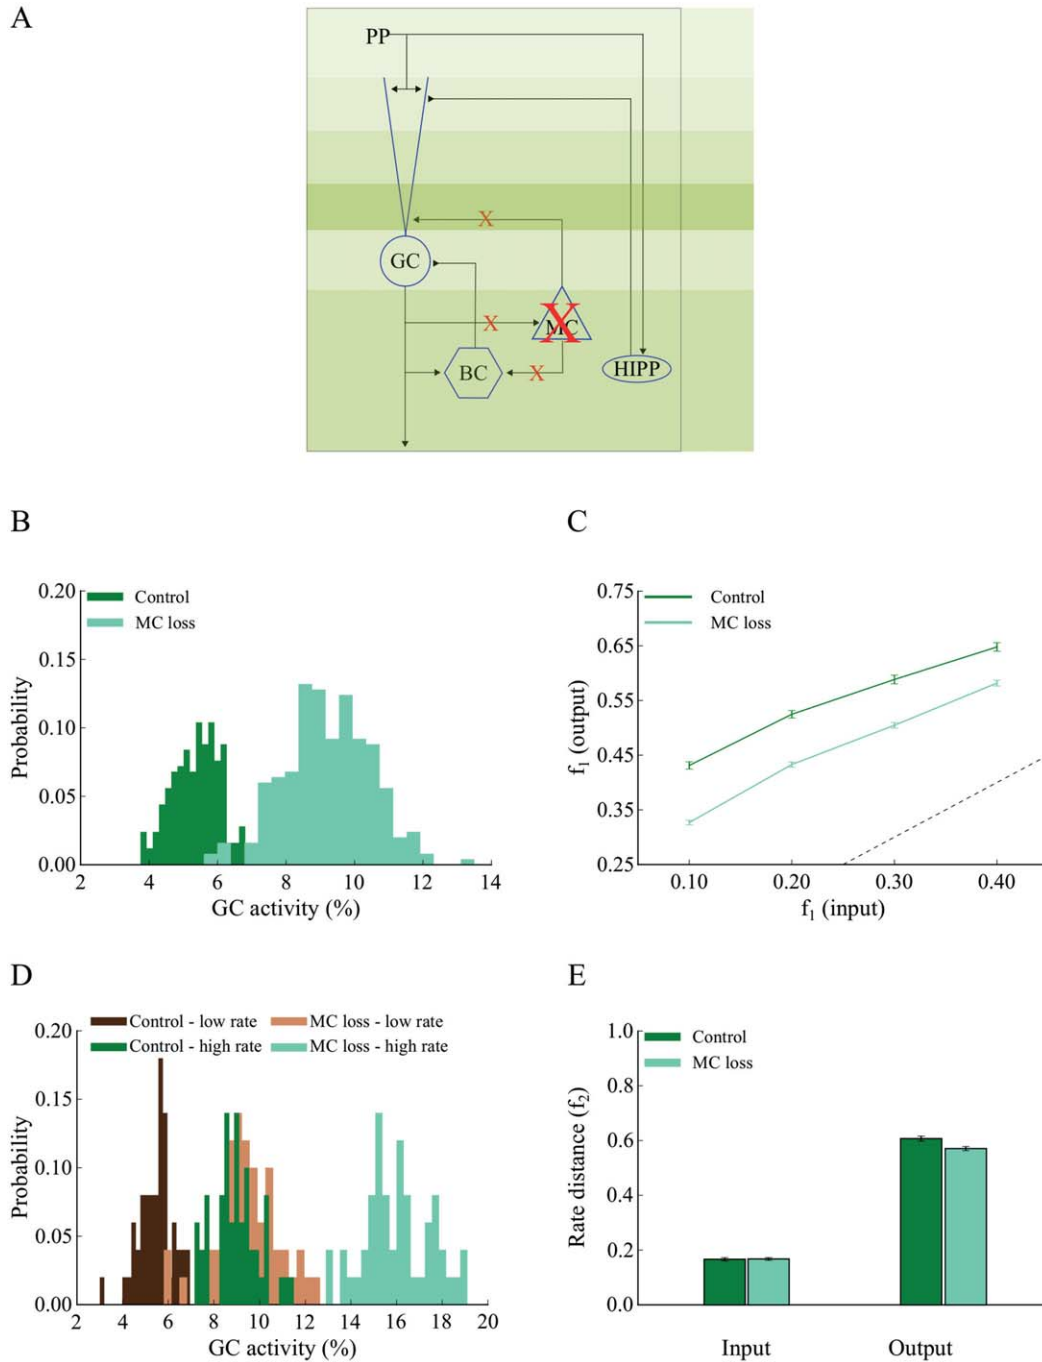 A
PP
X
GC
X
MC
X
BC
X
HIPP
B
0.20
Control
MC loss
0.15
Probability
0.10
0.05
0.00
2 4 6 8 10 12 14
GC activity (%)
C
0.75
Control
MC loss
0.65
f₁ (output)
0.55
0.45
0.35
0.25
0.10 0.20 0.30 0.40
f₁ (input)
D
0.20
Control - low rate MC loss - low rate
Control - high rate MC loss - high rate
0.15
Probability
0.10
0.05
0.00
2 4 6 8 10 12 14 16 18 20
GC activity (%)
E
1.0
Control
MC loss
0.8
Rate distance (f₂)
0.6
0.4
0.2
0.0
Input Output